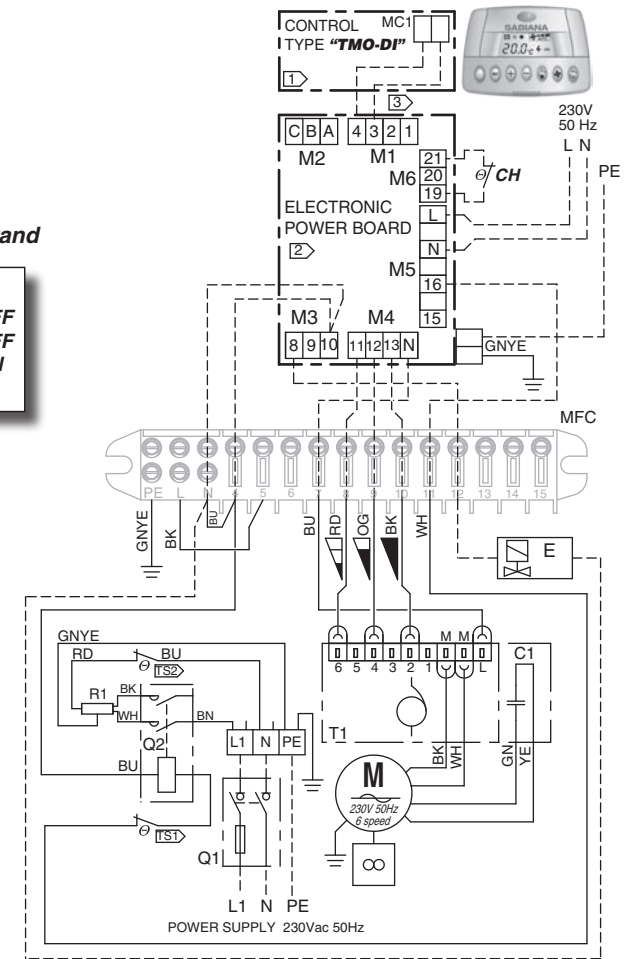 CONTROL
TYPE "TMO-DI"
MC1
1
3
SABIANA
20.0c
230V
50 Hz
L N
PE
C B A
4 3 2 1
M2
M1
M6
21
20
19
CH
L
ELECTRONIC
POWER BOARD
2
N
M5
16
15
M3
M4
8 9 10
11 12 13 N
GNYE
and
FF
FF
MFC
PE L N 4 5 6 7 8 9 10 11 12 13 14 15
GNYE
BK
BU
BU
RD
OG
BK
WH
E
GNYE
RD
BU
TS2
R1
BK
WH
BN
Q2
BU
TS1
L1 N PE
Q1
L1 N PE
POWER SUPPLY 230Vac 50Hz
M M
C1
6 5 4 3 2 1 L
T1
BK
WH
GN
YE
M
230V 50Hz
6 speed